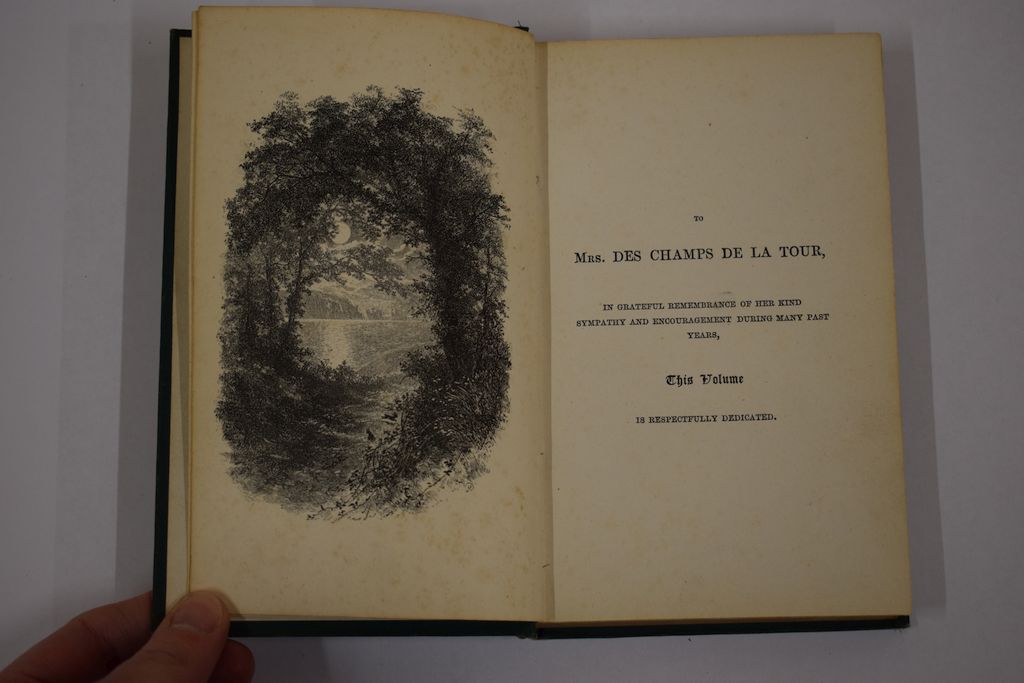 TO
Mrs. DES CHAMPS DE LA TOUR,
IN GRATEFUL REMEMBRANCE OF HER KIND
SYMPATHY AND ENCOURAGEMENT DURING MANY PAST
YEARS,
This Volume
IS RESPECTFULLY DEDICATED.